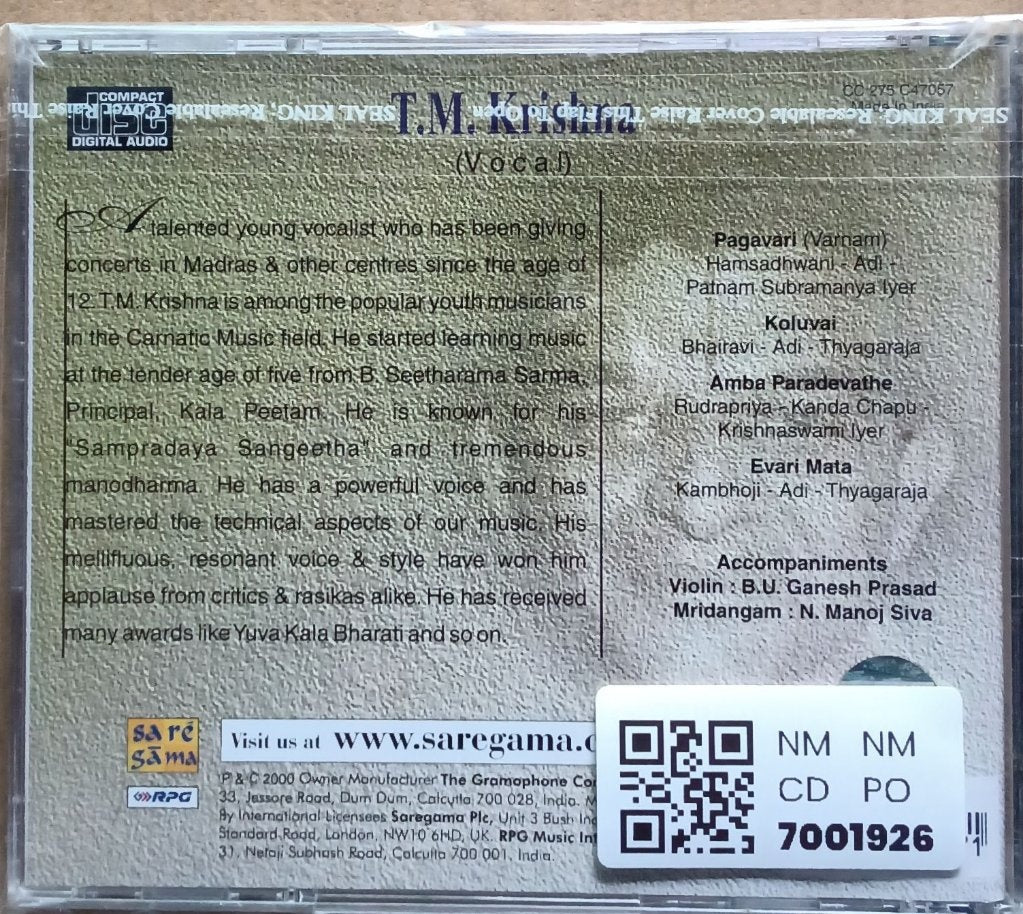 COMPACT
disc
DIGITAL AUDIO
SEAL KING: Resealable Cover Raise This Flap To Open SEAL KING: Resealable Cover Raise Th
T.M. Krishna
(Vocal)
CC 275 C47057
Made in India
A talented young vocalist who has been giving
concerts in Madras & other centres since the age of
12. T.M. Krishna is among the popular youth musicians
in the Carnatic Music field. He started learning music
at the tender age of five from B. Seetharama Sarma,
Principal, Kala Peetam. He is known for his
"Sampradaya Sangeetha" and tremendous
manodharma. He has a powerful voice and has
mastered the technical aspects of our music. His
mellifluous, resonant voice & style have won him
applause from critics & rasikas alike. He has received
many awards like Yuva Kala Bharati and so on.
Pagavari (Varnam)
Hamsadhwani - Adi -
Patnam Subramanya Iyer
Koluvai
Bhairavi - Adi - Thyagaraja
Amba Paradevathe
Rudrapriya - Kanda Chapu -
Krishnaswami Iyer
Evari Mata
Kambhoji - Adi - Thyagaraja
Accompaniments
Violin : B.U. Ganesh Prasad
Mridangam : N. Manoj Siva
sa ré
gāma
RPG
Visit us at www.saregama.c
P & C 2000 Owner Manufacturer The Gramophone Co
33, Jessore Road, Dum Dum, Calcutta 700 028, India. M
By International Licensees Saregama Plc, Unit 3 Bush Ind
Standard Road, London, NW10 6HD, UK. RPG Music Int
31, Netaji Subhash Road, Calcutta 700 001. India.
NM NM
CD PO
7001926